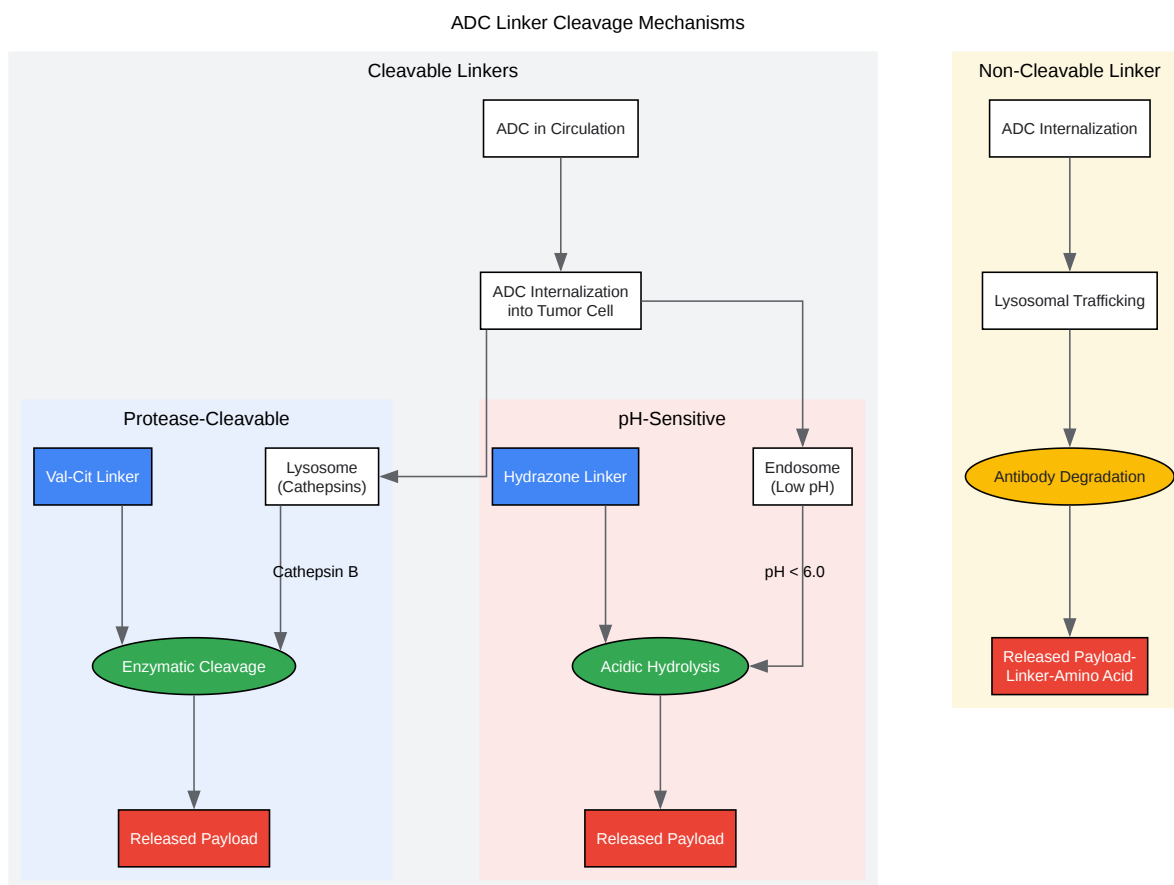 ADC Linker Cleavage Mechanisms
Cleavable Linkers
ADC in Circulation
ADC Internalization
into Tumor Cell
Protease-Cleavable
Val-Cit Linker
Lysosome
(Cathepsins)
Cathepsin B
Enzymatic Cleavage
Released Payload
pH-Sensitive
Hydrazone Linker
Endosome
(Low pH)
pH < 6.0
Acidic Hydrolysis
Released Payload
Non-Cleavable Linker
ADC Internalization
Lysosomal Trafficking
Antibody Degradation
Released Payload-
Linker-Amino Acid